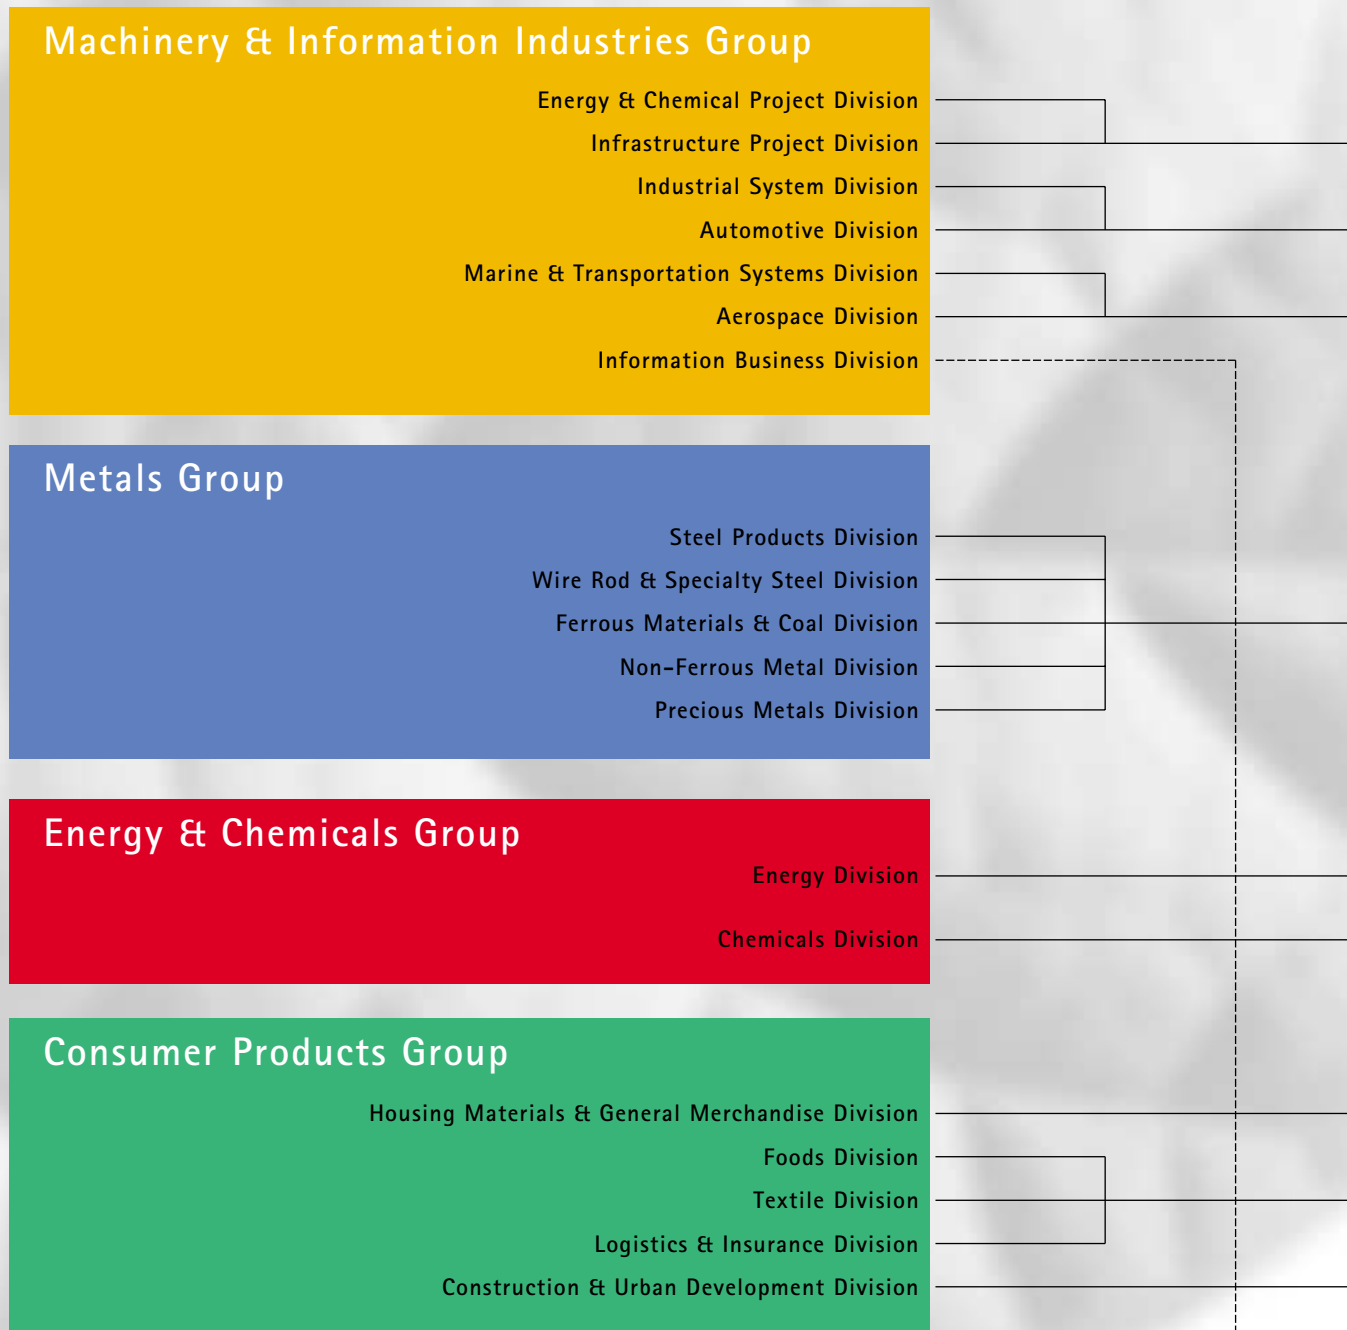 Machinery & Information Industries Group
Energy & Chemical Project Division
Infrastructure Project Division
Industrial System Division
Automotive Division
Marine & Transportation Systems Division
Aerospace Division
Information Business Division
Metals Group
Steel Products Division
Wire Rod & Specialty Steel Division
Ferrous Materials & Coal Division
Non-Ferrous Metal Division
Precious Metals Division
Energy & Chemicals Group
Energy Division
Chemicals Division
Consumer Products Group
Housing Materials & General Merchandise Division
Foods Division
Textile Division
Logistics & Insurance Division
Construction & Urban Development Division